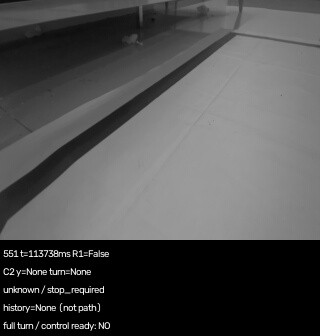 551 t=113738ms R1=False
C2 y=None turn=None
unknown / stop_required
history=None (not path)
full turn / control ready: NO